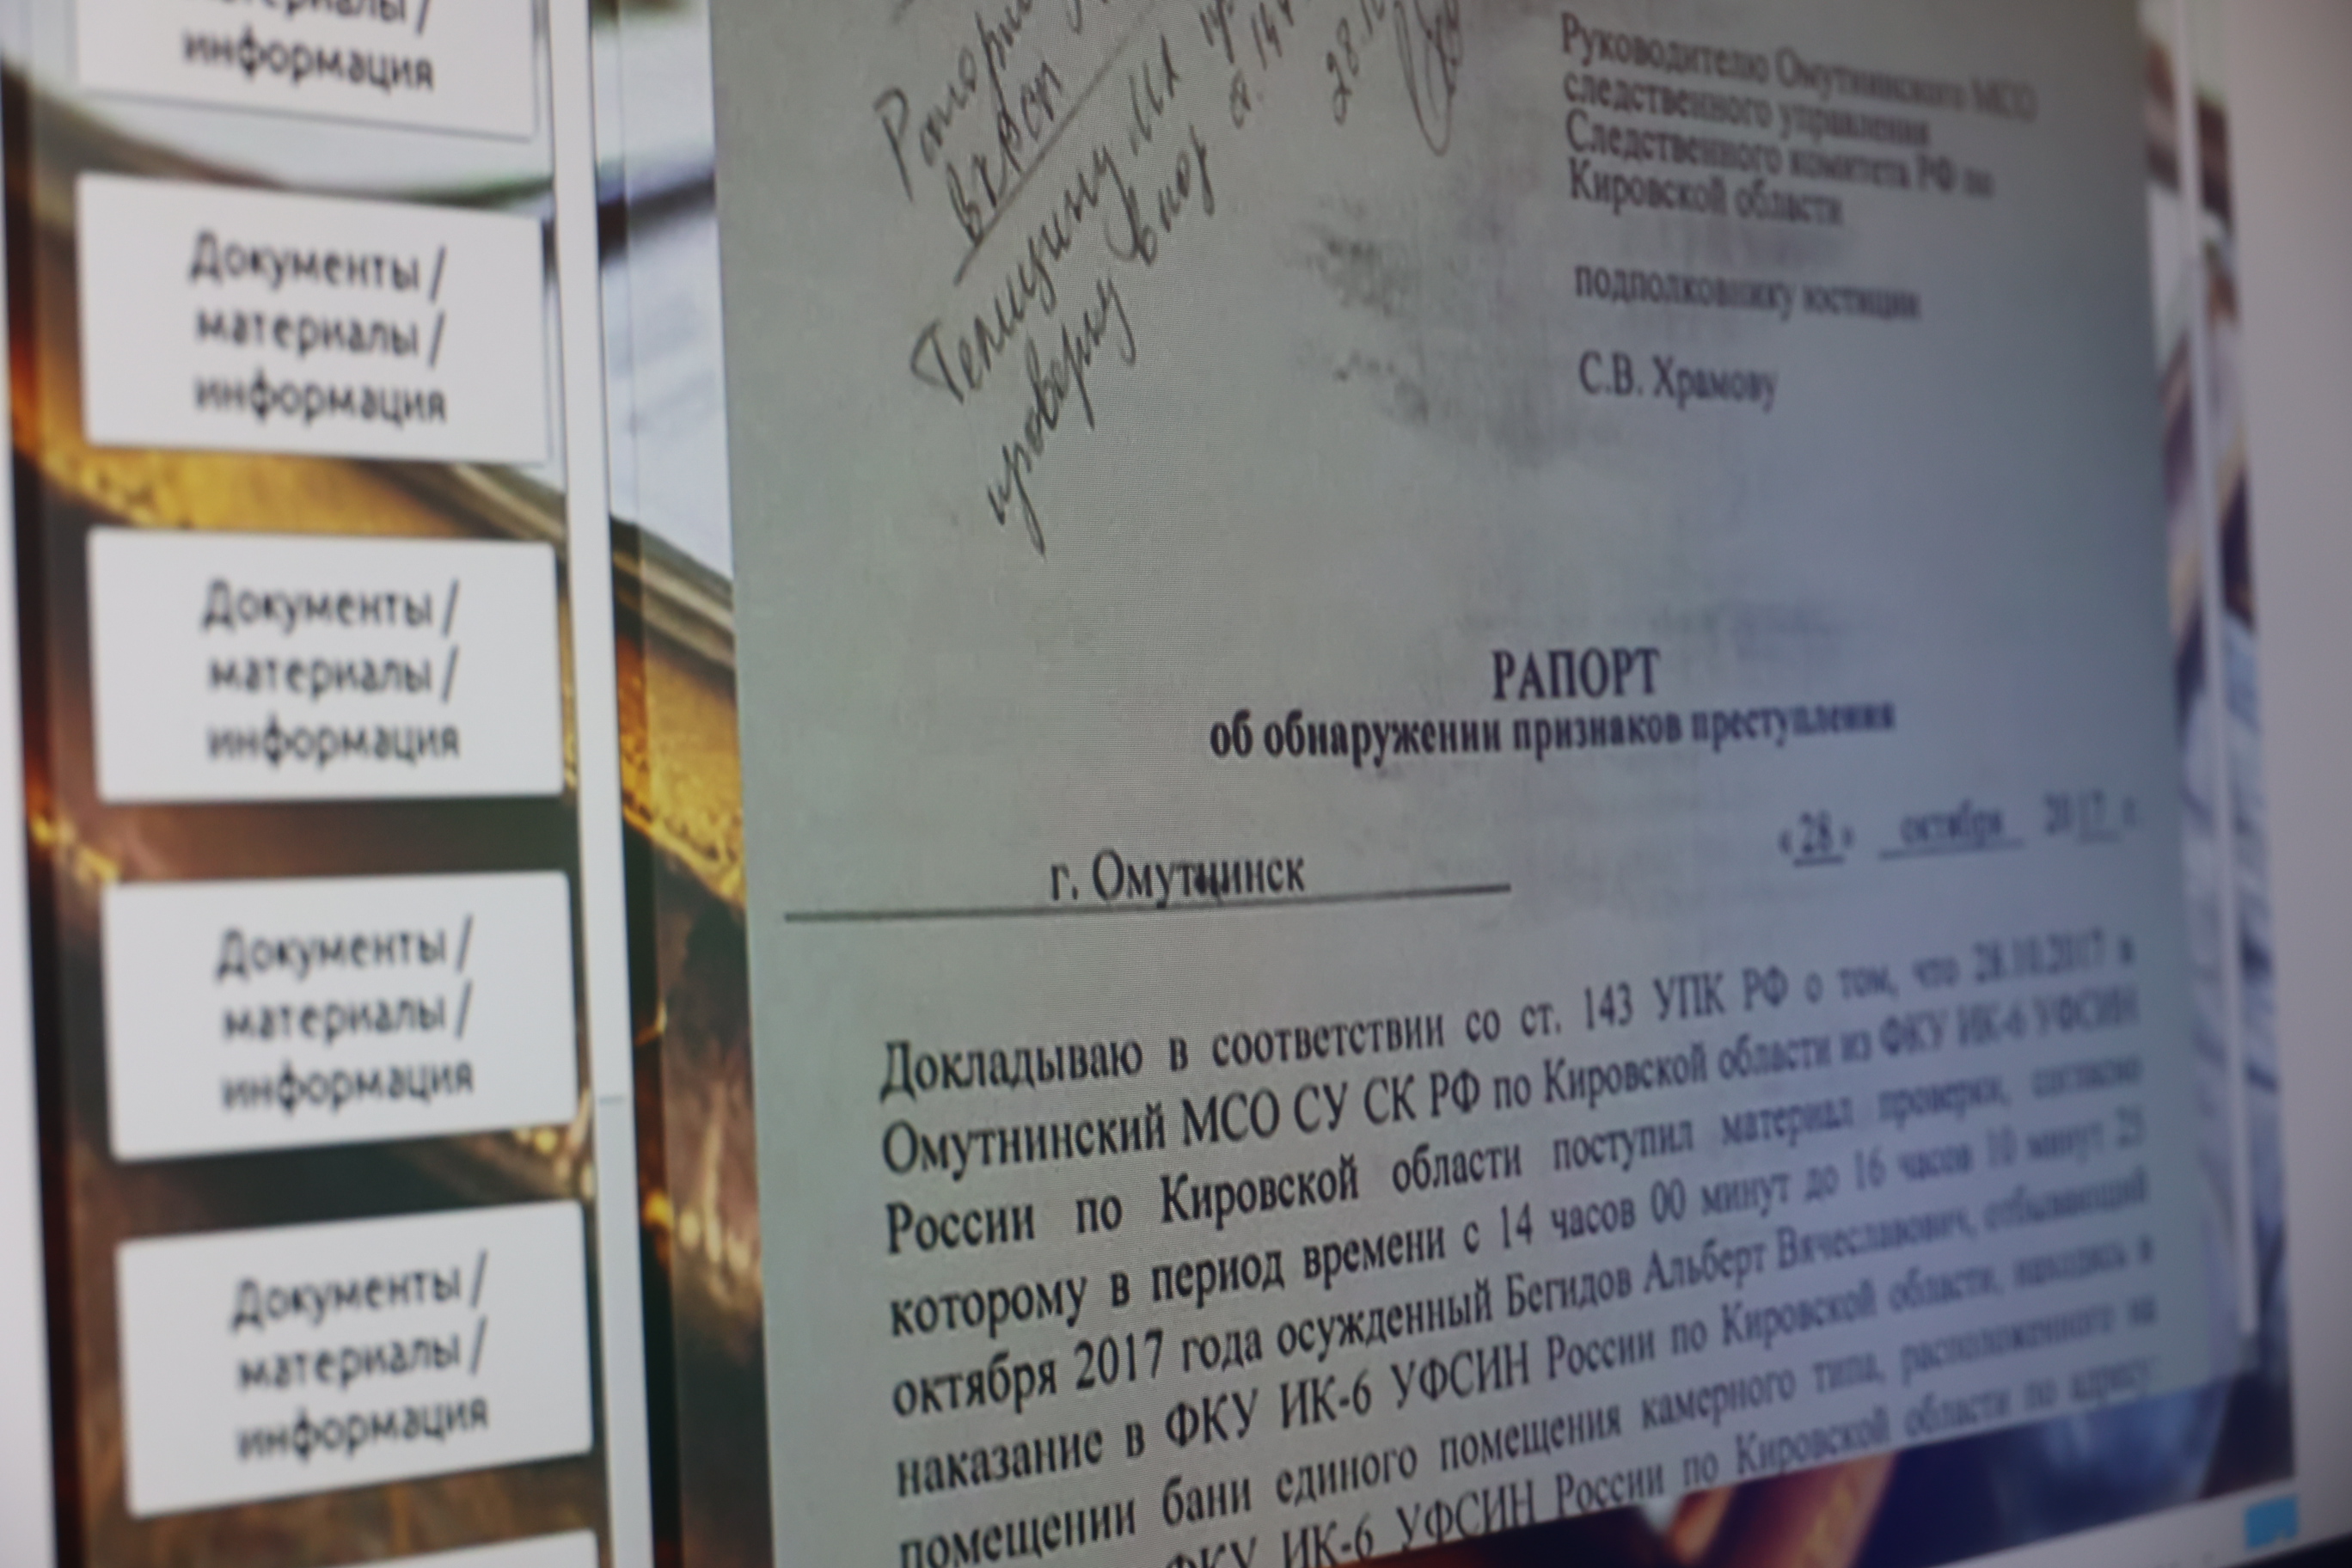 материалы /
информация
Документы /
материалы /
информация
Документы /
материалы /
информация
Документы /
материалы /
информация
Документы /
материалы /
информация
проверку
28.10
Руководителю Омутнинского МСО
следственного управления
Следственного комитета РФ по
Кировской области
подполковнику юстиции
С.В. Храмову
РАПОРТ
об обнаружении признаков преступления
г. Омутнинск
«28» октября 2017 г.
Докладываю в соответствии со ст. 143 УПК РФ о том, что 28.10.2017 в
Омутнинский МСО СУ СК РФ по Кировской области из ФКУ ИК-6 УФСИН
России по Кировской области поступил материал проверки, согласно
которому в период времени с 14 часов 00 минут до 16 часов 10 минут 25
октября 2017 года осужденный Бегидов Альберт Вячеславович, отбывающий
наказание в ФКУ ИК-6 УФСИН России по Кировской области, находясь в
помещении бани единого помещения камерного типа, расположенного на
ФКУ ИК-6 УФСИН России по Кировской области по адресу: